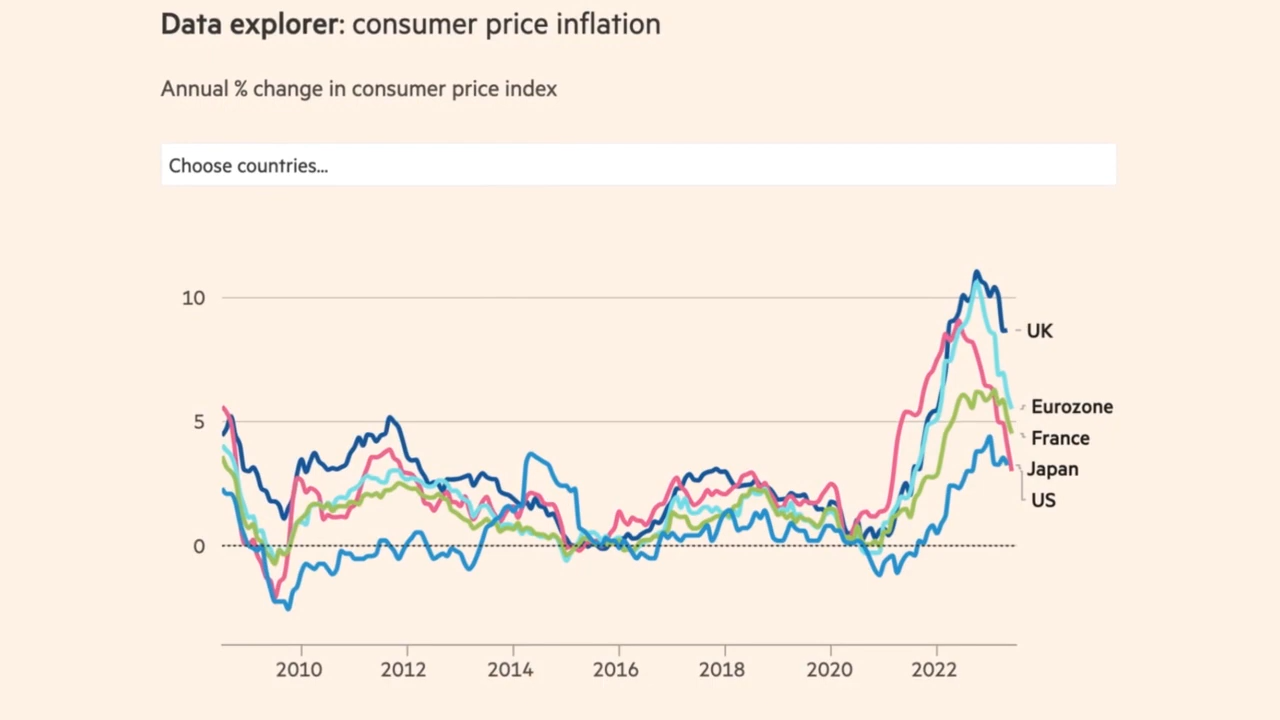 Data explorer: consumer price inflation
Annual % change in consumer price index
Choose countries...
10
UK
5
Eurozone
France
Japan
US
0
2010 2012 2014 2016 2018 2020 2022